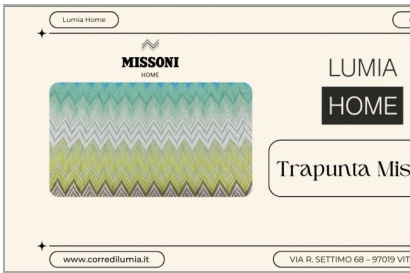 Lumia Home
MISSONI
HOME
LUMIA
HOME
Trapunta Mis
www.corredilumia.it
VIA R. SETTIMO 68 – 97019 VIT